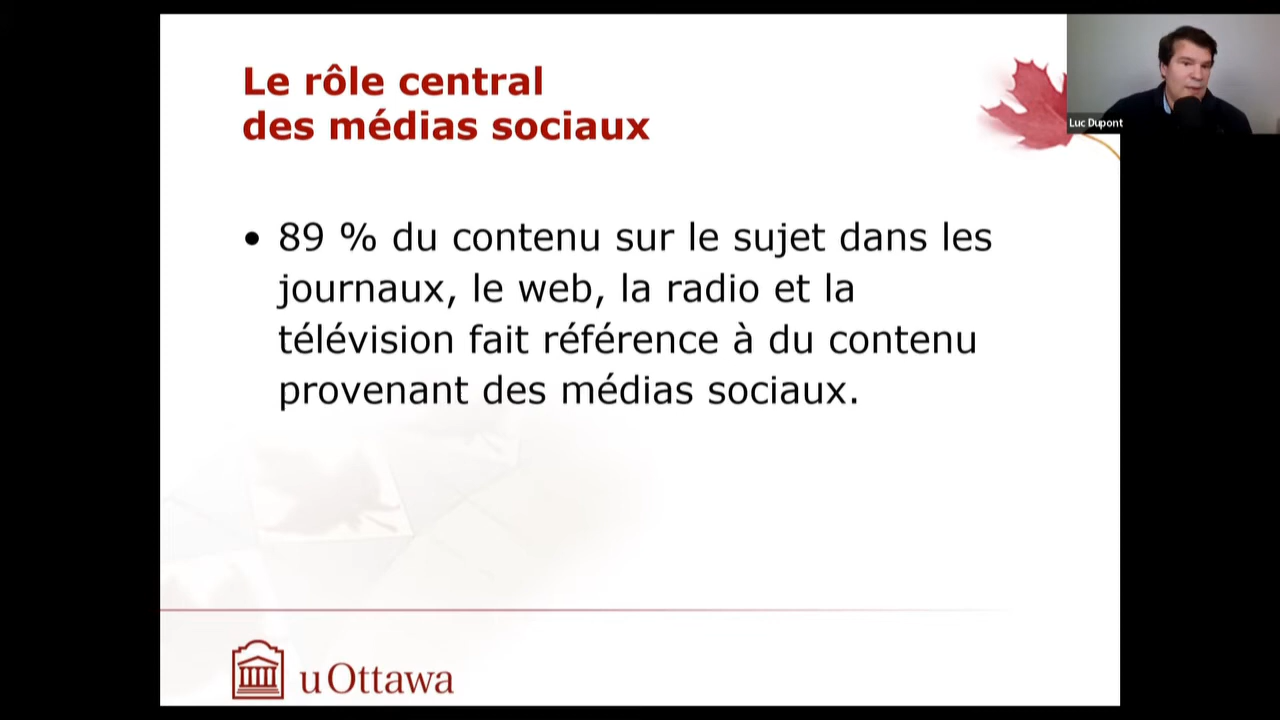 Le rôle central
des médias sociaux
Luc Dupont
• 89 % du contenu sur le sujet dans les
journaux, le web, la radio et la
télévision fait référence à du contenu
provenant des médias sociaux.
uOttawa